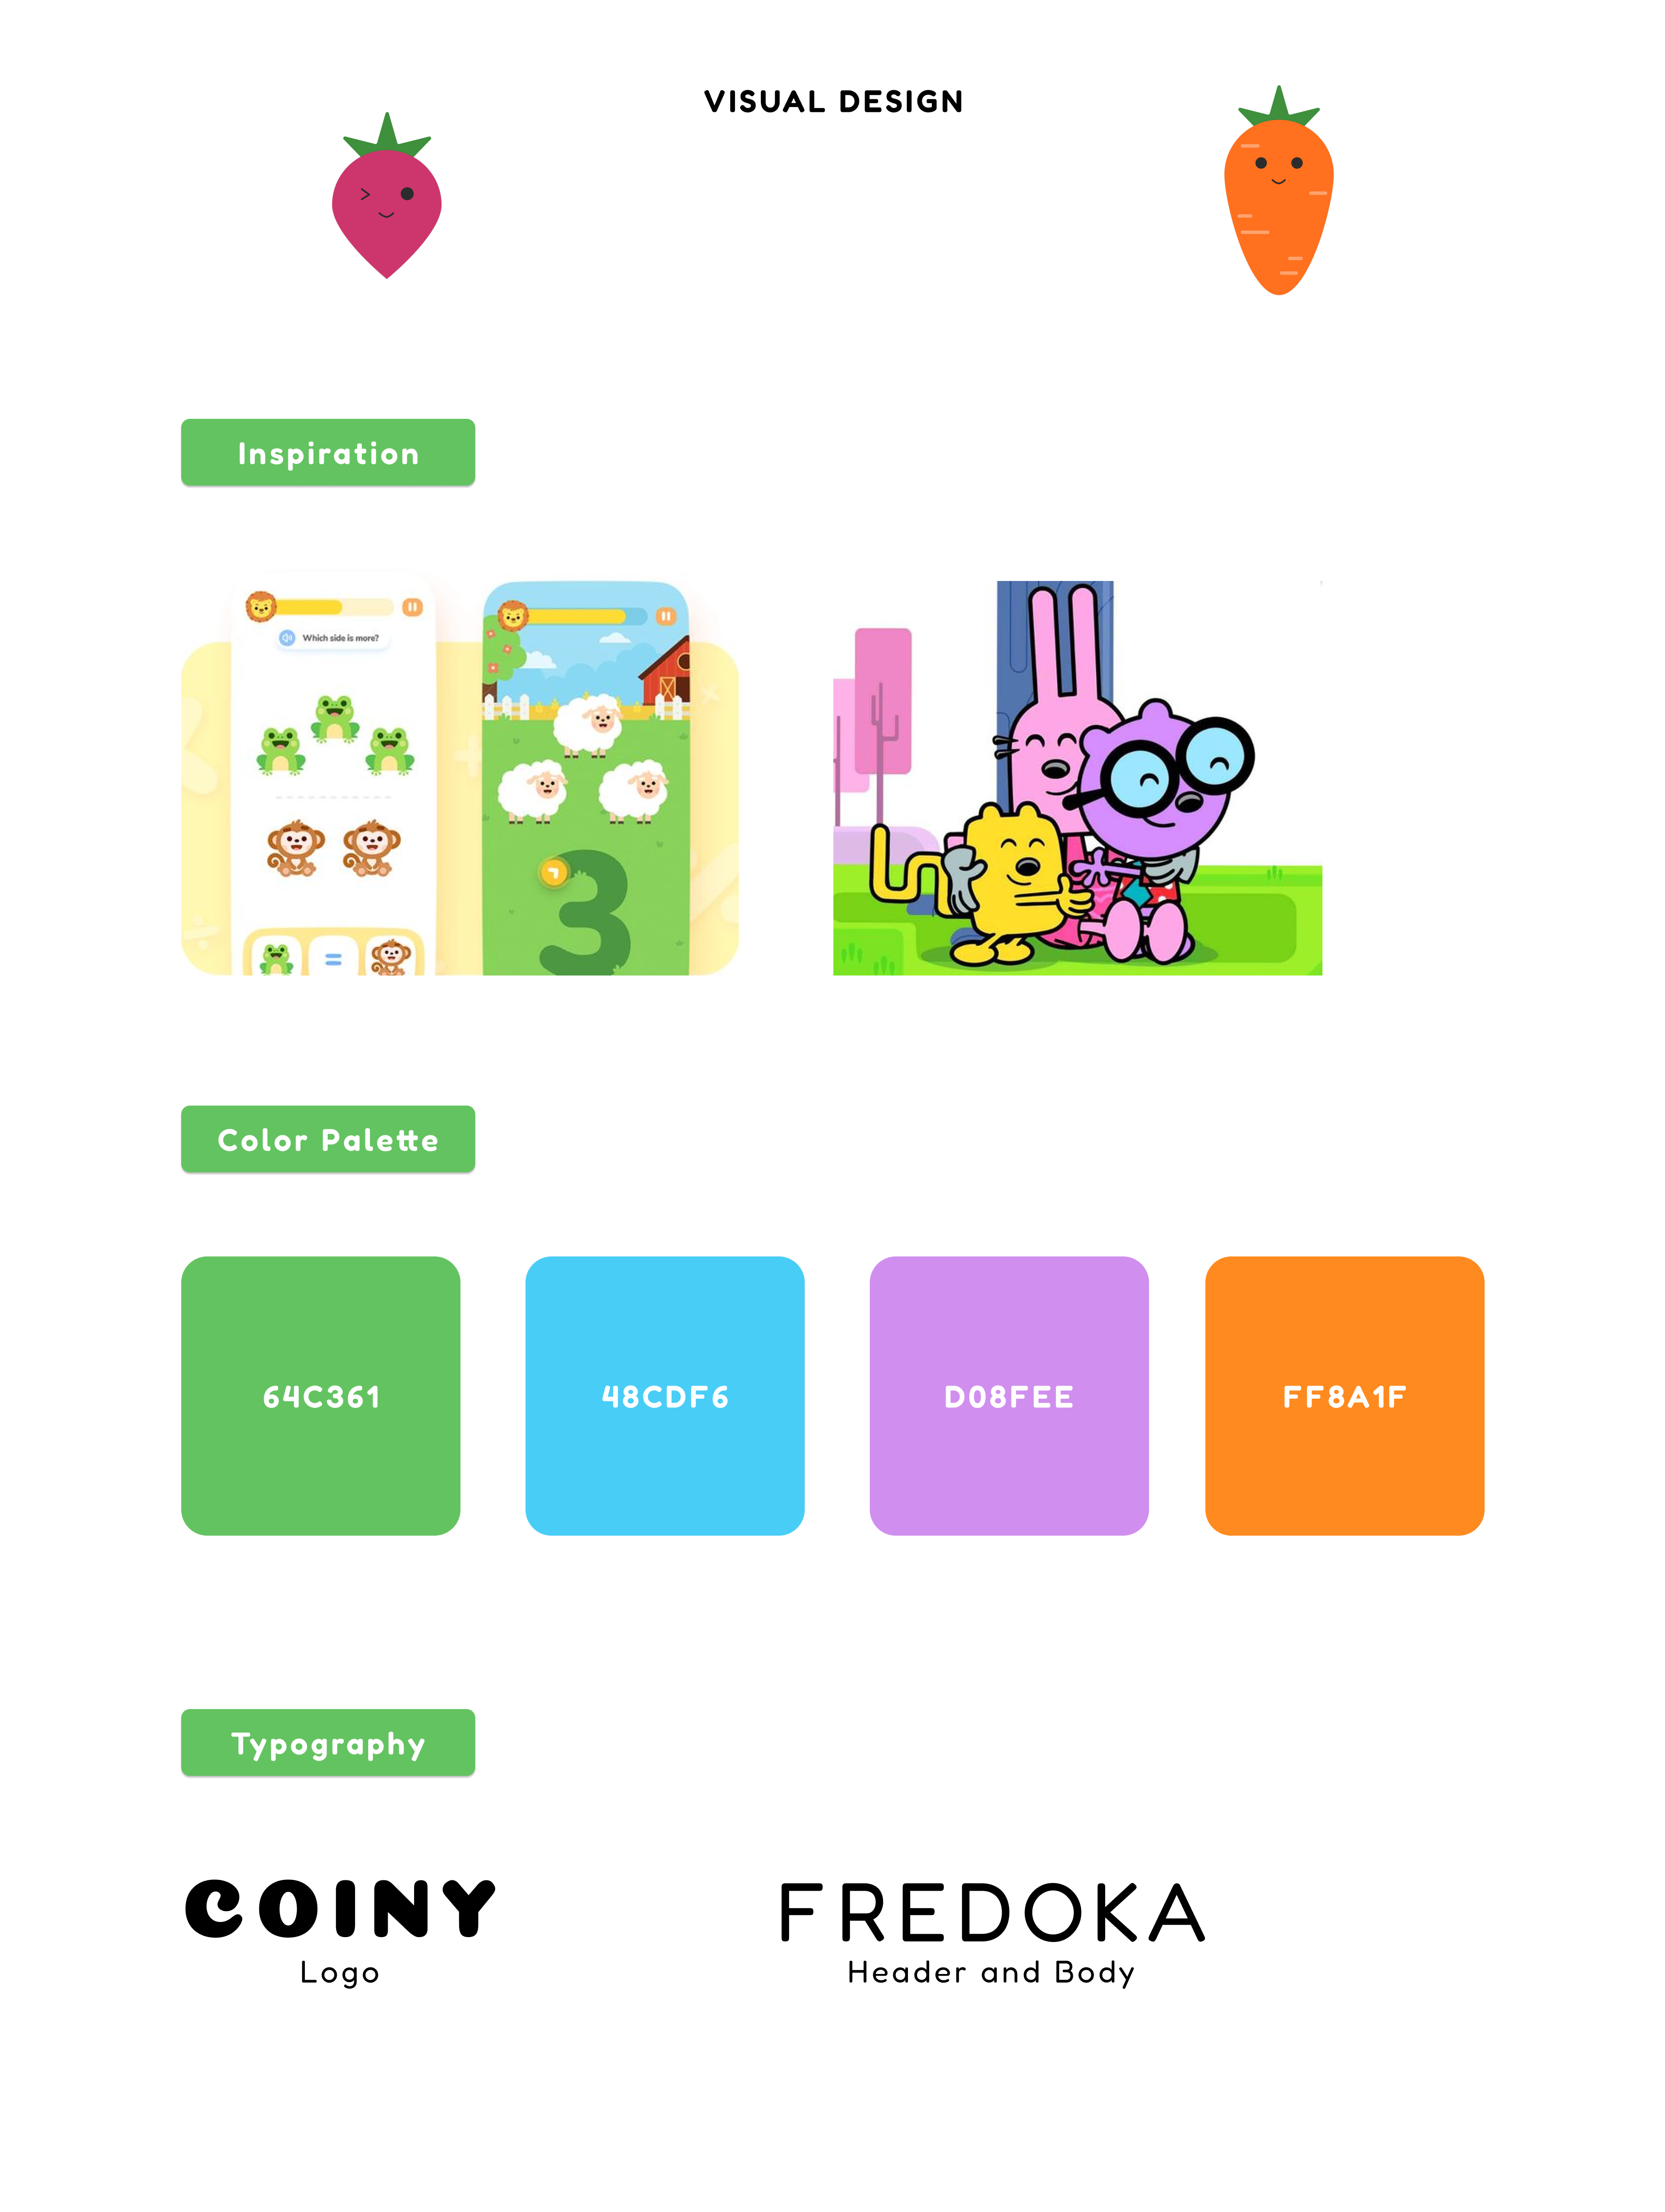 VISUAL DESIGN
Inspiration
Which side is more?
=
3
Color Palette
64C361
48CDF6
D08FEE
FF8A1F
Typography
COINY
FREDOKA
Logo
Header and Body